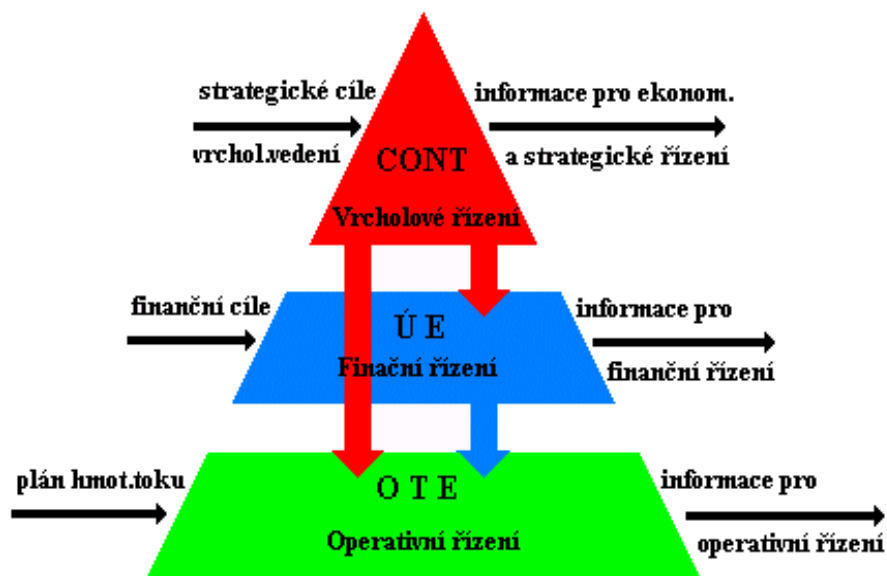 strategické cíle
vrchol.vedení
informace pro ekonom.
a strategické řízení
CONT
Vrcholové řízení
finanční cíle
informace pro
finanční řízení
Ú E
Finační řízení
plán hmot.toku
informace pro
operativní řízení
O T E
Operativní řízení